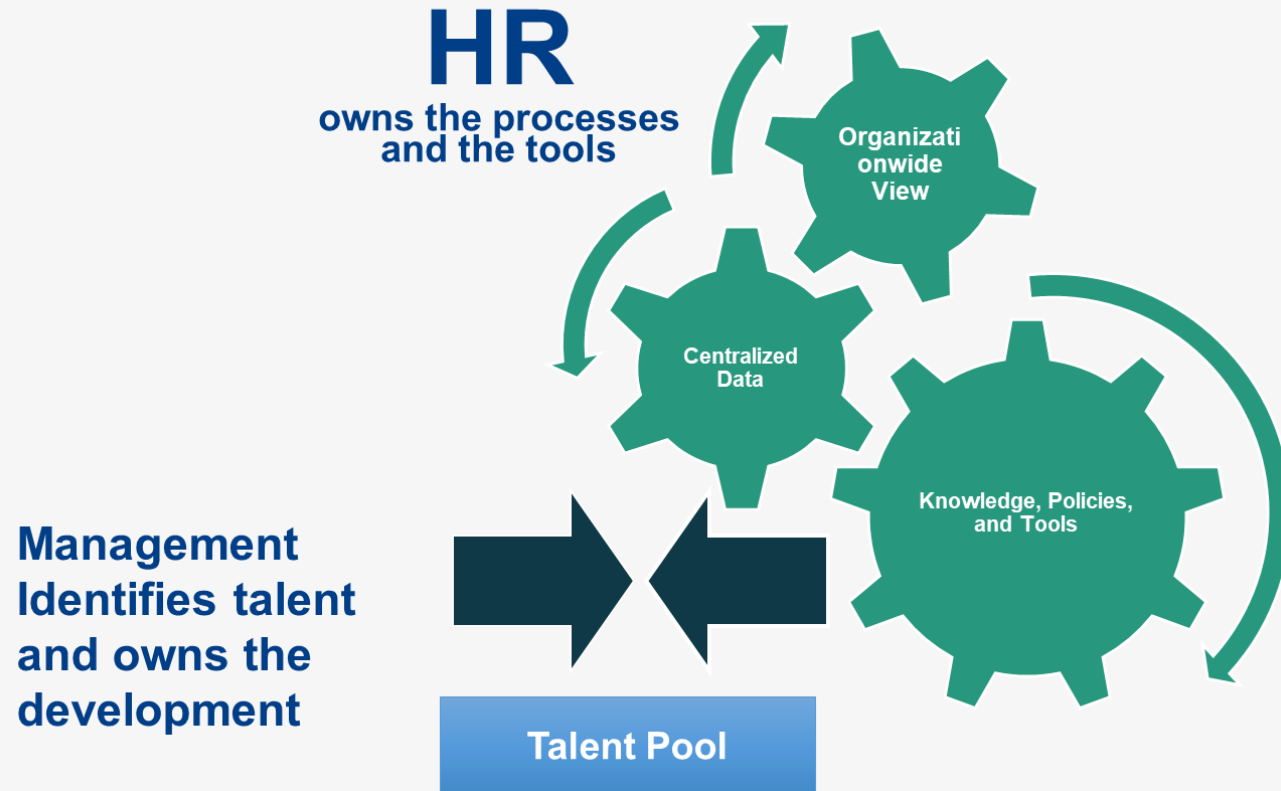 HR
owns the processes
and the tools
Organizati
onwide
View
Centralized
Data
Knowledge, Policies,
and Tools
Management
Identifies talent
and owns the
development
Talent Pool